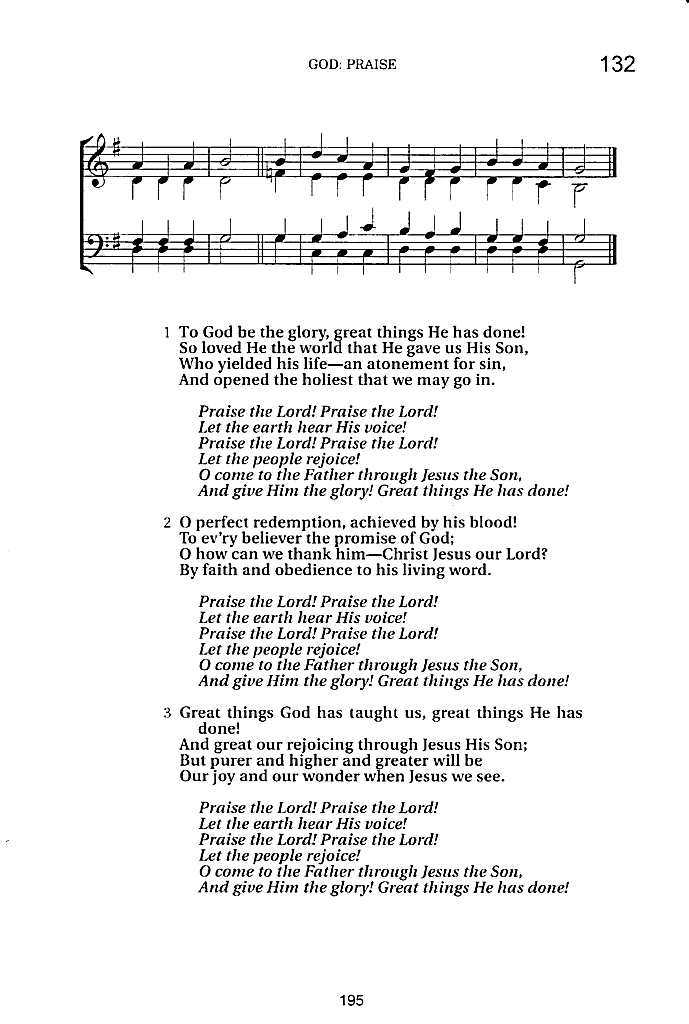 GOD: PRAISE
132
1 To God be the glory, great things He has done!
So loved He the world that He gave us His Son,
Who yielded his life—an atonement for sin,
And opened the holiest that we may go in.
Praise the Lord! Praise the Lord!
Let the earth hear His voice!
Praise the Lord! Praise the Lord!
Let the people rejoice!
O come to the Father through Jesus the Son,
And give Him the glory! Great things He has done!
2 O perfect redemption, achieved by his blood!
To ev'ry believer the promise of God;
O how can we thank him—Christ Jesus our Lord?
By faith and obedience to his living word.
Praise the Lord! Praise the Lord!
Let the earth hear His voice!
Praise the Lord! Praise the Lord!
Let the people rejoice!
O come to the Father through Jesus the Son,
And give Him the glory! Great things He has done!
3 Great things God has taught us, great things He has
done!
And great our rejoicing through Jesus His Son;
But purer and higher and greater will be
Our joy and our wonder when Jesus we see.
Praise the Lord! Praise the Lord!
Let the earth hear His voice!
Praise the Lord! Praise the Lord!
Let the people rejoice!
O come to the Father through Jesus the Son,
And give Him the glory! Great things He has done!
195